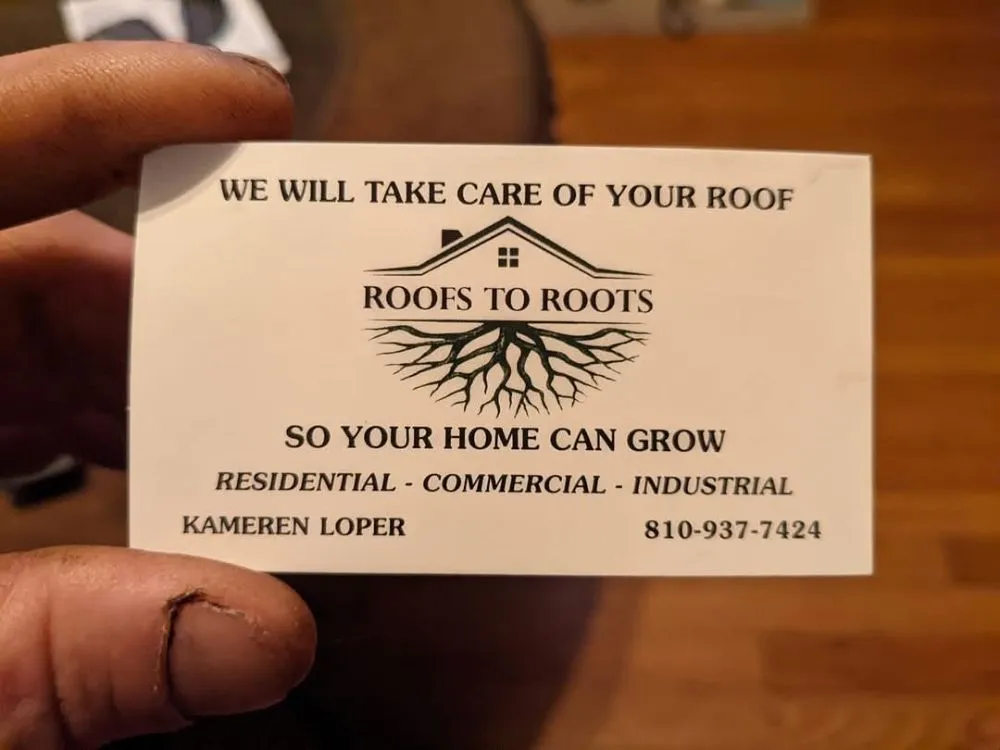 WE WILL TAKE CARE OF YOUR ROOF
ROOFS TO ROOTS
SO YOUR HOME CAN GROW
RESIDENTIAL - COMMERCIAL - INDUSTRIAL
KAMEREN LOPER 810-937-7424